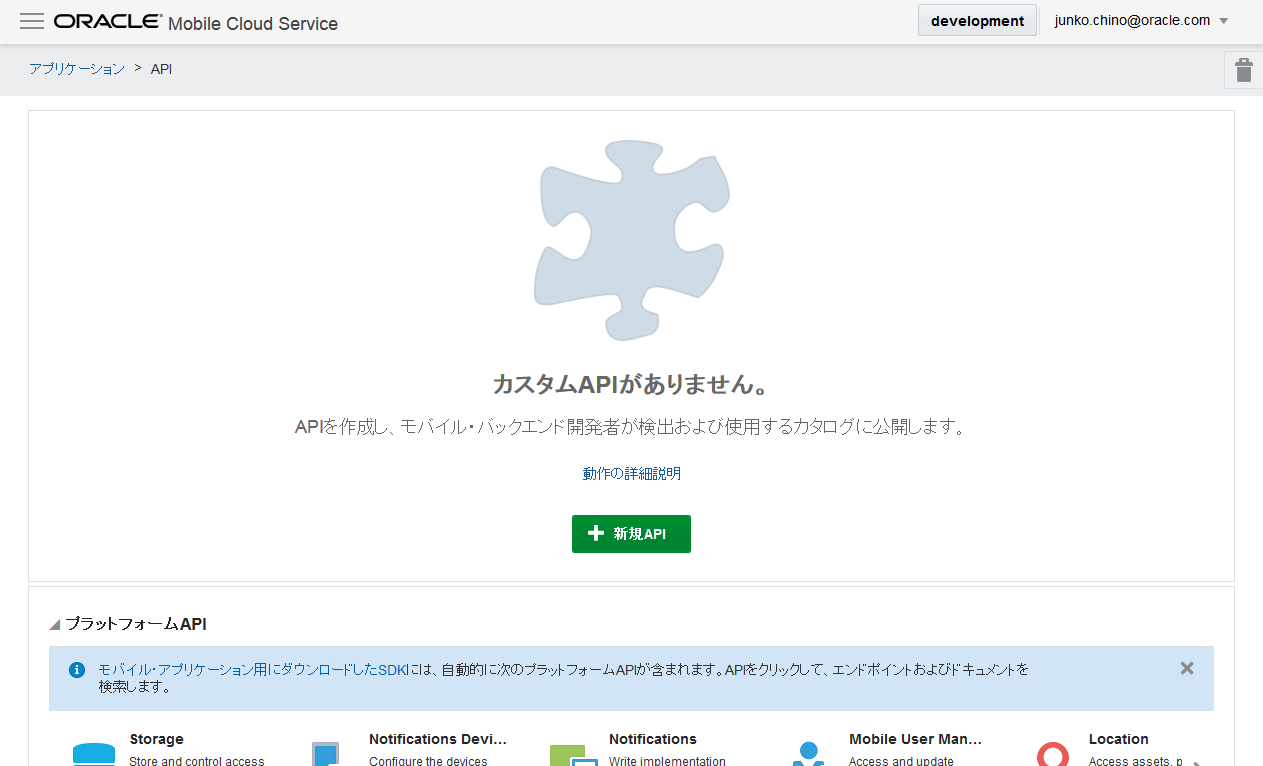 ORACLE® Mobile Cloud Service
development
junko.chino@oracle.com
アプリケーション > API
カスタムAPIがありません。
APIを作成し、モバイル・バックエンド開発者が検出および使用するカタログに公開します。
動作の詳細説明
新規API
プラットフォームAPI
モバイル・アプリケーション用にダウンロードしたSDKには、自動的に次のプラットフォームAPIが含まれます。APIをクリックして、エンドポイントおよびドキュメントを
検索します。
Storage
Store and control access
Notifications Devi...
Configure the devices
Notifications
Write implementation
Mobile User Man...
Access and update
Location
Access assets, p